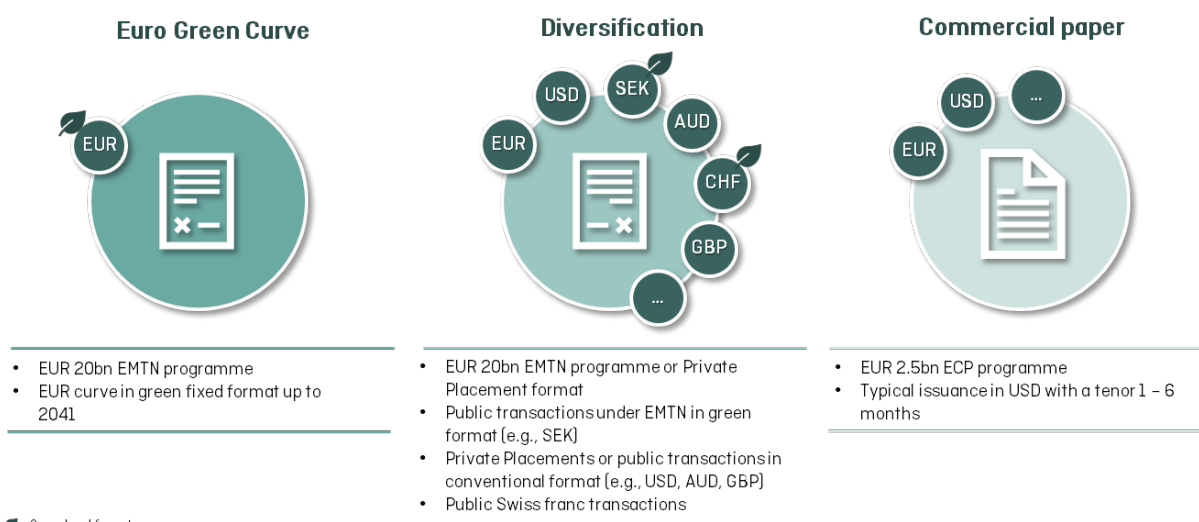 Euro Green Curve
EUR
• EUR 20bn EMTN programme
• EUR curve in green fixed format up to
2041
Diversification
EUR
USD
SEK
AUD
CHF
GBP
...
• EUR 20bn EMTN programme or Private
Placement format
• Public transactions under EMTN in green
format (e.g., SEK)
• Private Placements or public transactions in
conventional format (e.g., USD, AUD, GBP)
• Public Swiss franc transactions
Commercial paper
EUR
USD
...
• EUR 2.5bn ECP programme
• Typical issuance in USD with a tenor 1 – 6
months